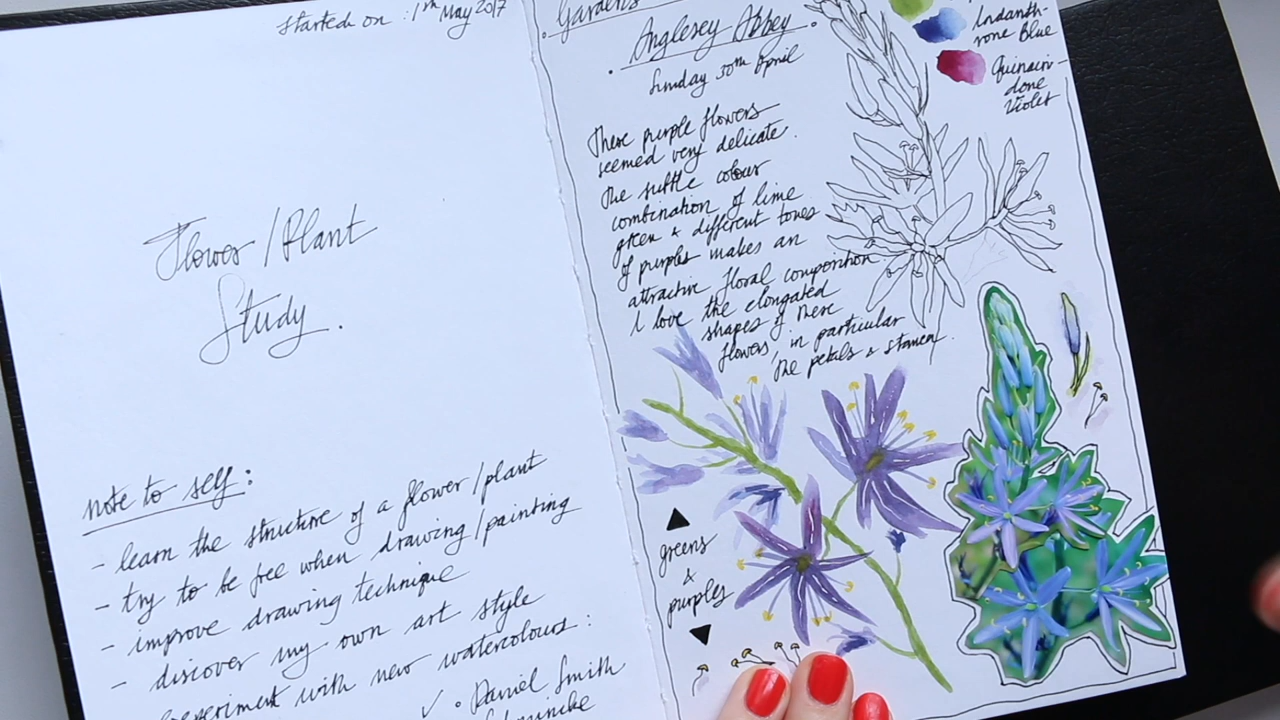 started on : 1st May 2017
Flower/Plant
Study.
note to self:
- learn the structure of a flower/plant
- try to be free when drawing/painting
- improve drawing technique
- discover my own art style
experiment with new watercolours:
✓ • Daniel Smith
Gardens
Anglesey Abbey
Sunday 30th April
These purple flowers
seemed very delicate.
The subtle colour
combination of lime
green & different tones
of purples makes an
attractive floral composition
I love the elongated
shapes of these
flowers, in particular
the petals & stamen.
greens
&
purples
Indanth-
rone Blue
Quinacri-
done
Violet